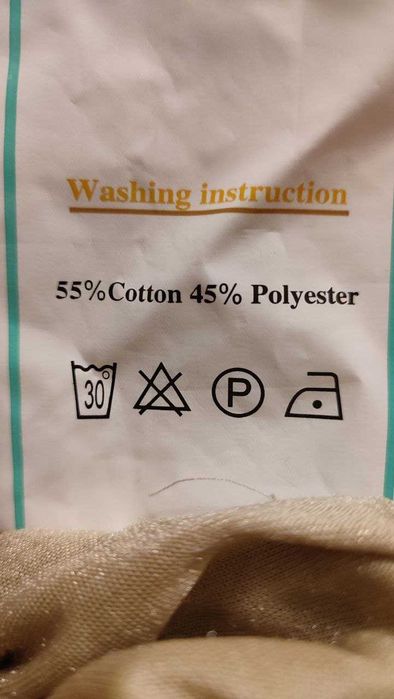 Washing instruction
55%Cotton 45% Polyester
30° P